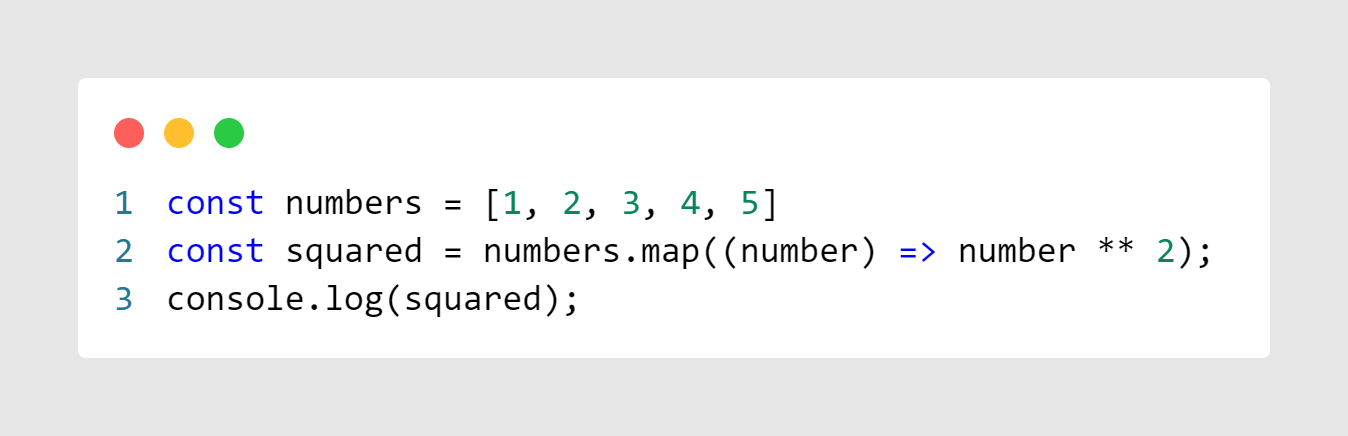 1 const numbers = [1, 2, 3, 4, 5]
2 const squared = numbers.map((number) => number ** 2);
3 console.log(squared);